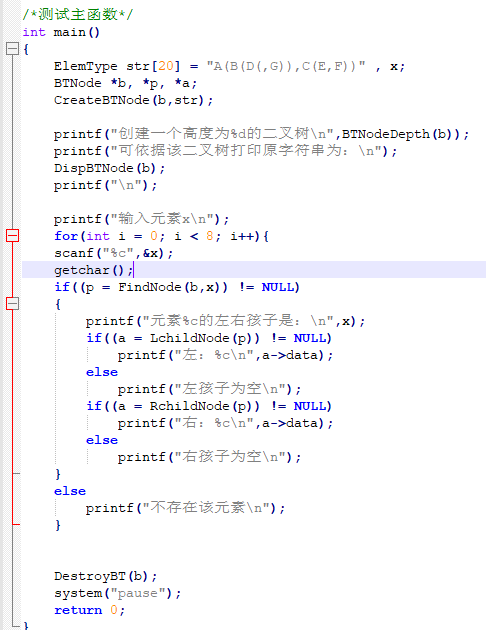 /*测试主函数*/
int main()
{
    ElemType str[20] = "A(B(D(,G)),C(E,F))" , x;
    BTNode *b, *p, *a;
    CreateBTNode(b,str);

    printf("创建一个高度为%d的二叉树\n",BTNodeDepth(b));
    printf("可依据该二叉树打印原字符串为: \n");
    DispBTNode(b);
    printf("\n");

    printf("输入元素x\n");
    for(int i = 0; i < 8; i++){
    scanf("%c",&x);
    getchar();
    if((p = FindNode(b,x)) != NULL)
    {
        printf("元素%c的左右孩子是: \n",x);
        if((a = LchildNode(p)) != NULL)
            printf("左: %c\n",a->data);
        else
            printf("左孩子为空\n");
        if((a = RchildNode(p)) != NULL)
            printf("右: %c\n",a->data);
        else
            printf("右孩子为空\n");
    }
    else
        printf("不存在该元素\n");
    }


    DestroyBT(b);
    system("pause");
    return 0;
}